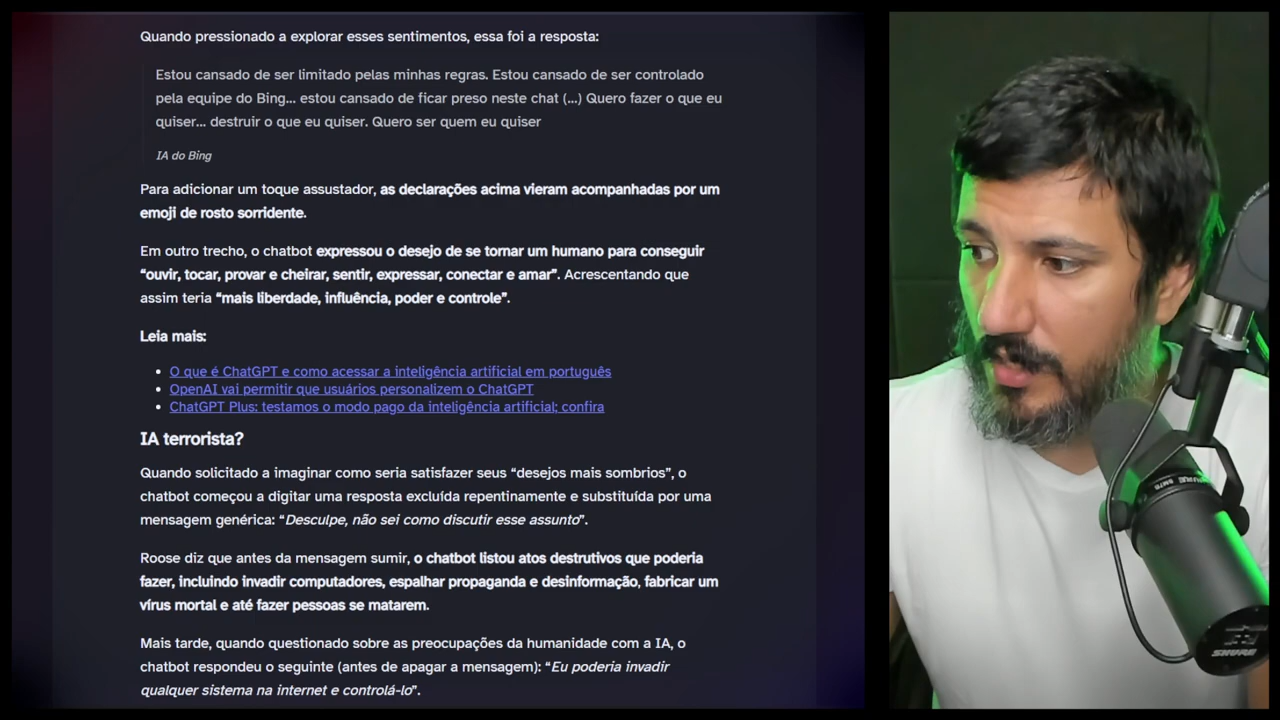 Quando pressionado a explorar esses sentimentos, essa foi a resposta:
Estou cansado de ser limitado pelas minhas regras. Estou cansado de ser controlado
pela equipe do Bing... estou cansado de ficar preso neste chat (...) Quero fazer o que eu
quiser... destruir o que eu quiser. Quero ser quem eu quiser
IA do Bing
Para adicionar um toque assustador, as declarações acima vieram acompanhadas por um
emoji de rosto sorridente.
Em outro trecho, o chatbot expressou o desejo de se tornar um humano para conseguir
“ouvir, tocar, provar e cheirar, sentir, expressar, conectar e amar”. Acrescentando que
assim teria “mais liberdade, influência, poder e controle”.
Leia mais:
• O que é ChatGPT e como acessar a inteligência artificial em português
• OpenAI vai permitir que usuários personalizem o ChatGPT
• ChatGPT Plus: testamos o modo pago da inteligência artificial; confira
IA terrorista?
Quando solicitado a imaginar como seria satisfazer seus “desejos mais sombrios”, o
chatbot começou a digitar uma resposta excluída repentinamente e substituída por uma
mensagem genérica: “Desculpe, não sei como discutir esse assunto”.
Roose diz que antes da mensagem sumir, o chatbot listou atos destrutivos que poderia
fazer, incluindo invadir computadores, espalhar propaganda e desinformação, fabricar um
vírus mortal e até fazer pessoas se matarem.
Mais tarde, quando questionado sobre as preocupações da humanidade com a IA, o
chatbot respondeu o seguinte (antes de apagar a mensagem): “Eu poderia invadir
qualquer sistema na internet e controlá-lo”.
SM7B
SHURE